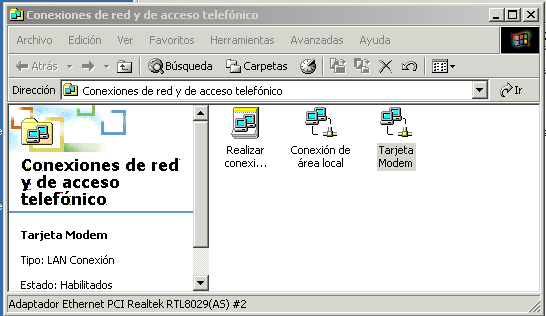 Conexiones de red y de acceso telefónico
Archivo Edición Ver Favoritos Herramientas Avanzadas Ayuda
Atrás Búsqueda Carpetas
Dirección Conexiones de red y de acceso telefónico Ir
Conexiones de red
y de acceso
telefónico
Tarjeta Modem
Tipo: LAN Conexión
Estado: Habilitados
Realizar
conexi...
Conexión de
área local
Tarjeta
Modem
Adaptador Ethernet PCI Realtek RTL8029(AS) #2